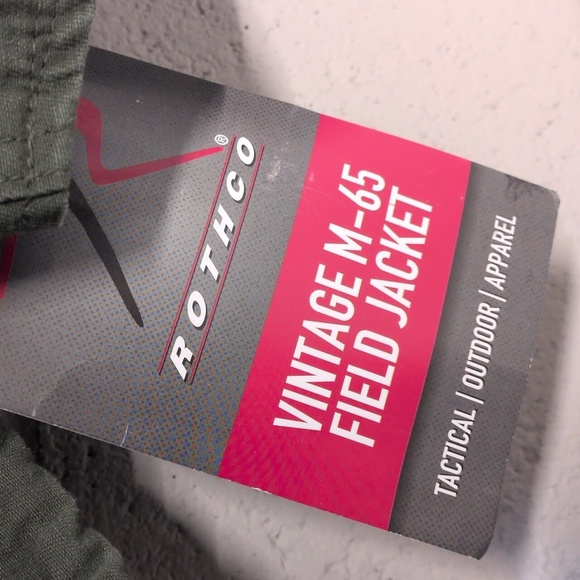 ROTHCO®
VINTAGE M-65
FIELD JACKET
TACTICAL | OUTDOOR | APPAREL